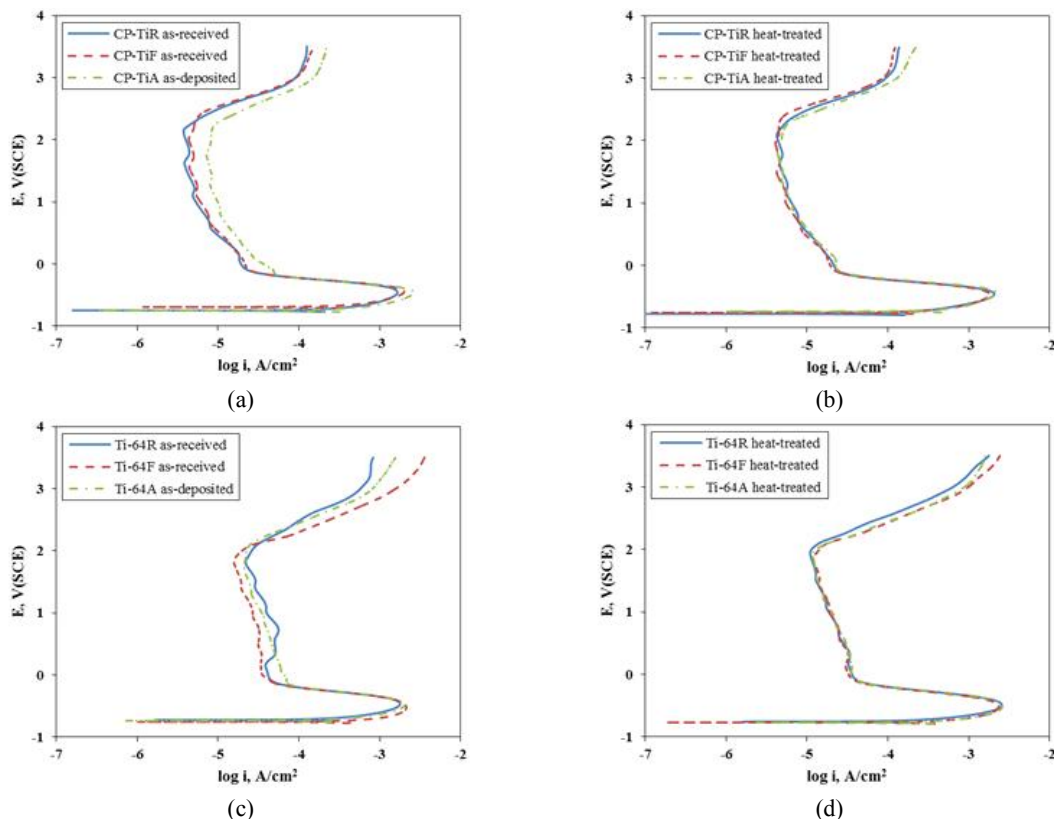 4
3
2
1
0
-1
E, V(SCE)
CP-TiR as-received
CP-TiF as-received
CP-TiA as-deposited
-7 -6 -5 -4 -3 -2
log i, A/cm²
(a)
4
3
2
1
0
-1
E, V(SCE)
CP-TiR heat-treated
CP-TiF heat-treated
CP-TiA heat-treated
-7 -6 -5 -4 -3 -2
log i, A/cm²
(b)
4
3
2
1
0
-1
E, V(SCE)
Ti-64R as-received
Ti-64F as-received
Ti-64A as-deposited
-7 -6 -5 -4 -3 -2
log i, A/cm²
(c)
4
3
2
1
0
-1
E, V(SCE)
Ti-64R heat-treated
Ti-64F heat-treated
Ti-64A heat-treated
-7 -6 -5 -4 -3 -2
log i, A/cm²
(d)